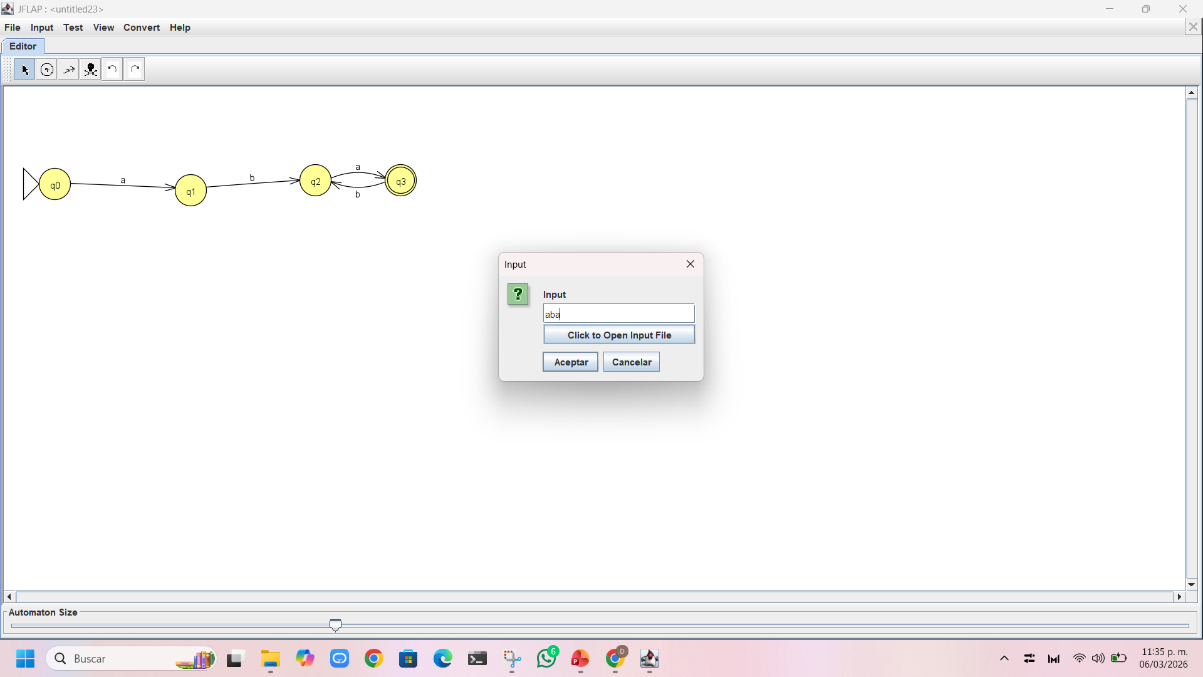 JFLAP : <untitled23>
File Input Test View Convert Help
Editor
a
b
a
b
q0
q1
q2
q3
Input
?
Input
aba
Click to Open Input File
Aceptar Cancelar
Automaton Size
Buscar
6
D
11:35 p. m.
06/03/2026